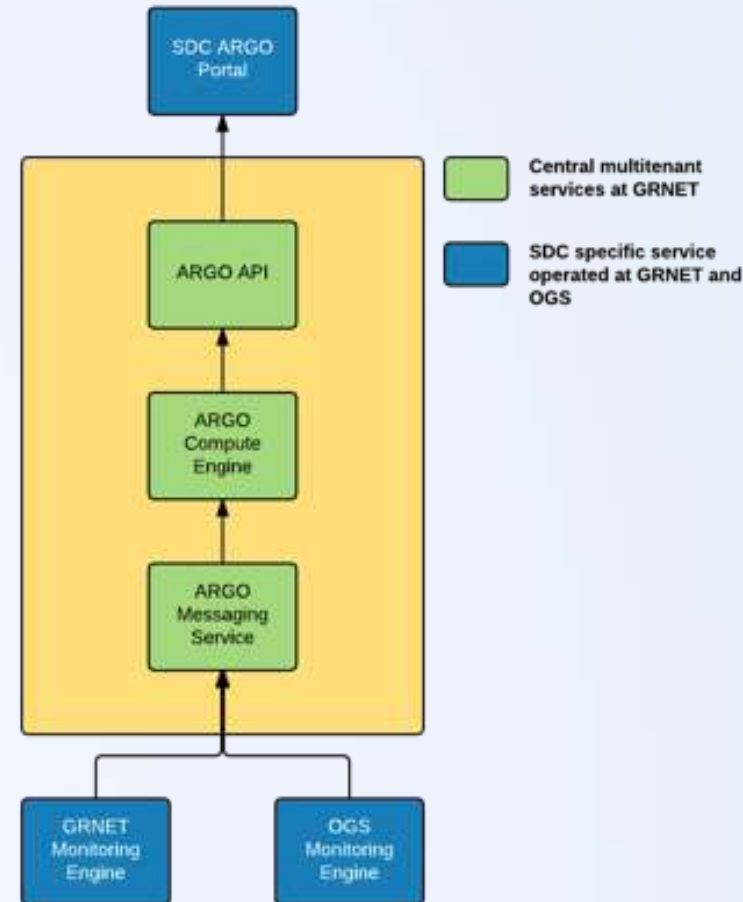 SDC ARGO
Portal
Central multitenant
services at GRNET
SDC specific service
operated at GRNET and
OGS
ARGO API
ARGO
Compute
Engine
ARGO
Messaging
Service
GRNET
Monitoring
Engine
OGS
Monitoring
Engine